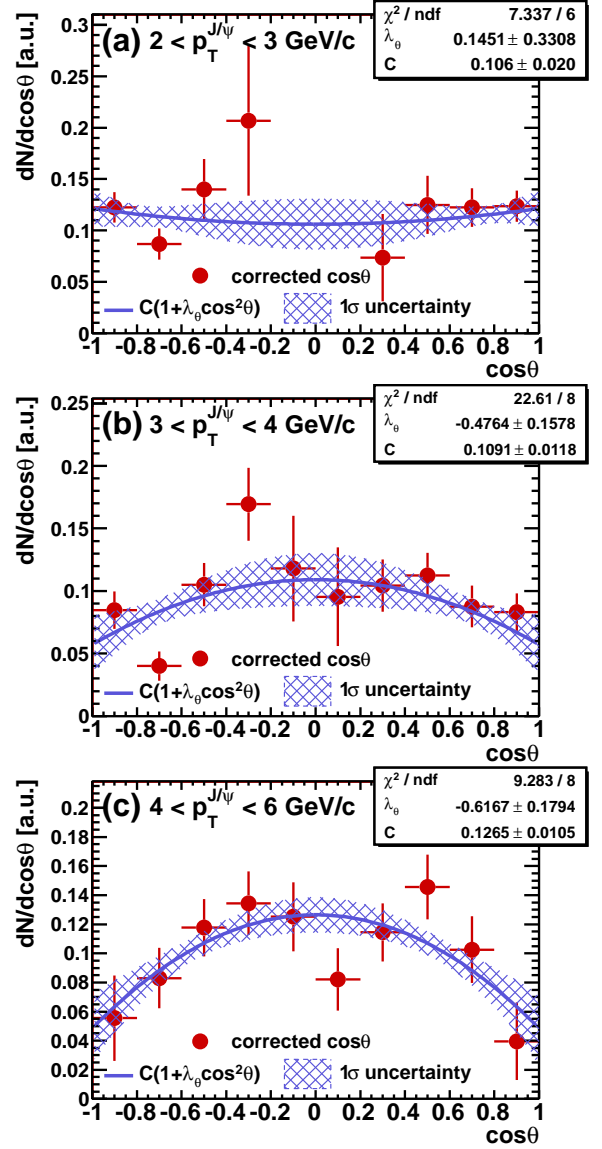 (a) 2 < p_T^{J/ψ} < 3 GeV/c
χ² / ndf 7.337 / 6
λ_θ 0.1451 ± 0.3308
C 0.106 ± 0.020
dN/dcosθ [a.u.]
0.3
0.25
0.2
0.15
0.1
0.05
0
corrected cosθ
C(1+λ_θcos²θ) 1σ uncertainty
-1 -0.8 -0.6 -0.4 -0.2 0 0.2 0.4 0.6 0.8 1
cosθ
(b) 3 < p_T^{J/ψ} < 4 GeV/c
χ² / ndf 22.61 / 8
λ_θ -0.4764 ± 0.1578
C 0.1091 ± 0.0118
dN/dcosθ [a.u.]
0.25
0.2
0.15
0.1
0.05
0
corrected cosθ
C(1+λ_θcos²θ) 1σ uncertainty
-1 -0.8 -0.6 -0.4 -0.2 0 0.2 0.4 0.6 0.8 1
cosθ
(c) 4 < p_T^{J/ψ} < 6 GeV/c
χ² / ndf 9.283 / 8
λ_θ -0.6167 ± 0.1794
C 0.1265 ± 0.0105
dN/dcosθ [a.u.]
0.2
0.18
0.16
0.14
0.12
0.1
0.08
0.06
0.04
0.02
0
corrected cosθ
C(1+λ_θcos²θ) 1σ uncertainty
-1 -0.8 -0.6 -0.4 -0.2 0 0.2 0.4 0.6 0.8 1
cosθ